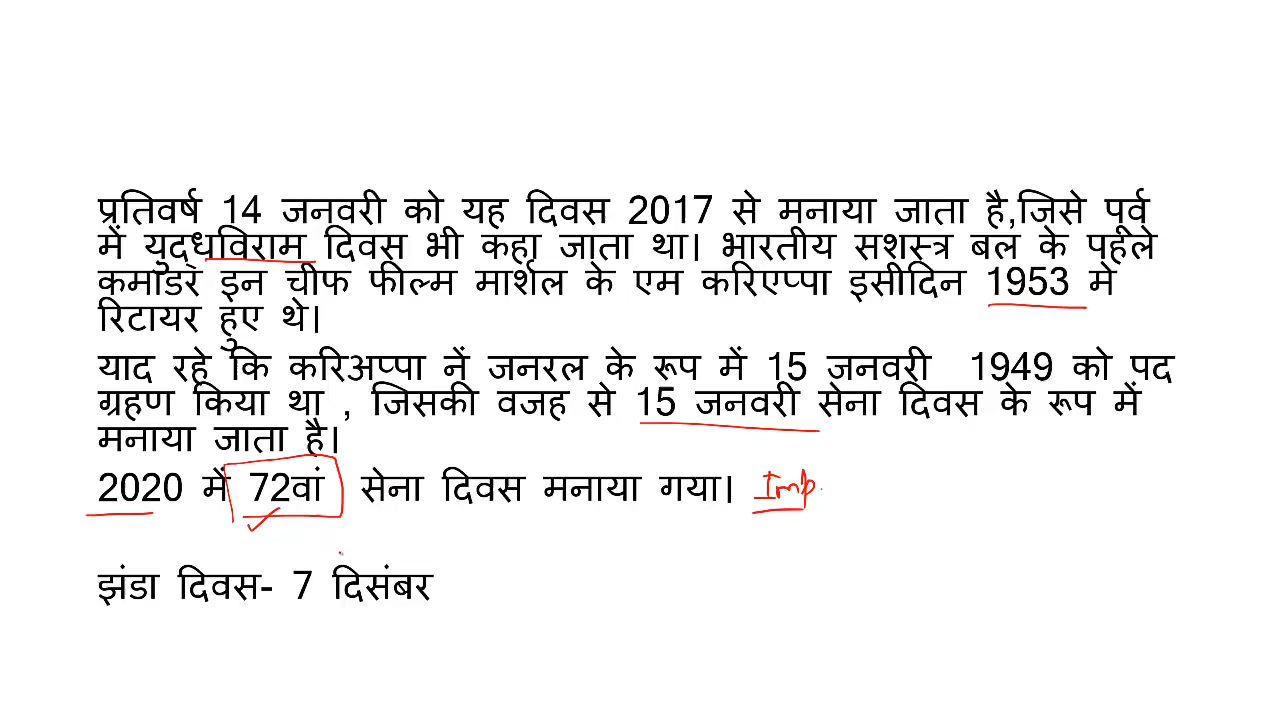 प्रतिवर्ष 14 जनवरी को यह दिवस 2017 से मनाया जाता है,जिसे पूर्व
में युद्धविराम दिवस भी कहा जाता था। भारतीय सशस्त्र बल के पहले
कमांडर इन चीफ फील्म मार्शल के एम करिएप्पा इसीदिन 1953 मे
रिटायर हुए थे।
याद रहे कि करिअप्पा नें जनरल के रूप में 15 जनवरी 1949 को पद
ग्रहण किया था , जिसकी वजह से 15 जनवरी सेना दिवस के रूप में
मनाया जाता है।
2020 में 72वां सेना दिवस मनाया गया। Imp.
झंडा दिवस- 7 दिसंबर